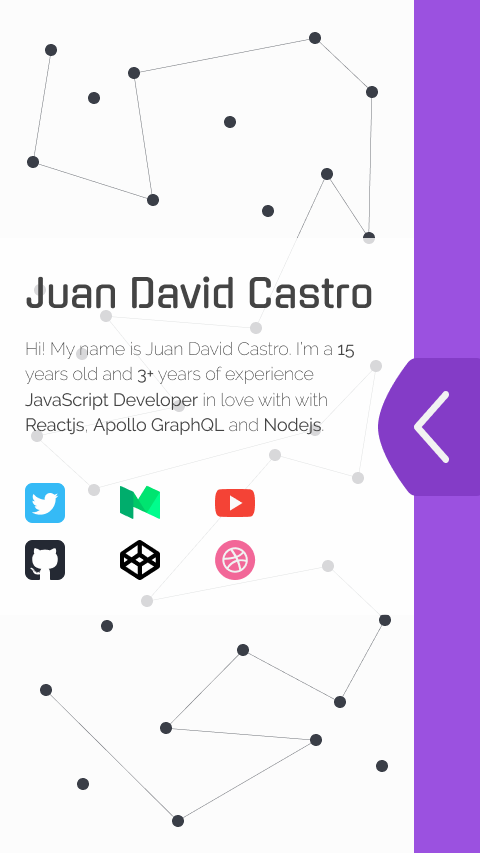 Juan David Castro
Hi! My name is Juan David Castro. I'm a 15
years old and 3+ years of experience
JavaScript Developer in love with with
Reactjs, Apollo GraphQL and Nodejs.